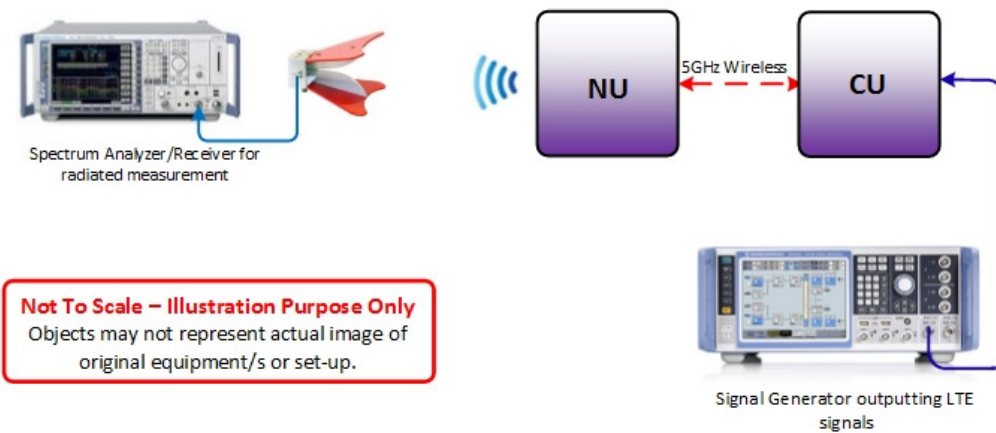 NU
5GHz Wireless
CU
Spectrum Analyzer/Receiver for
radiated measurement
Not To Scale – Illustration Purpose Only
Objects may not represent actual image of
original equipment/s or set-up.
Signal Generator outputting LTE
signals